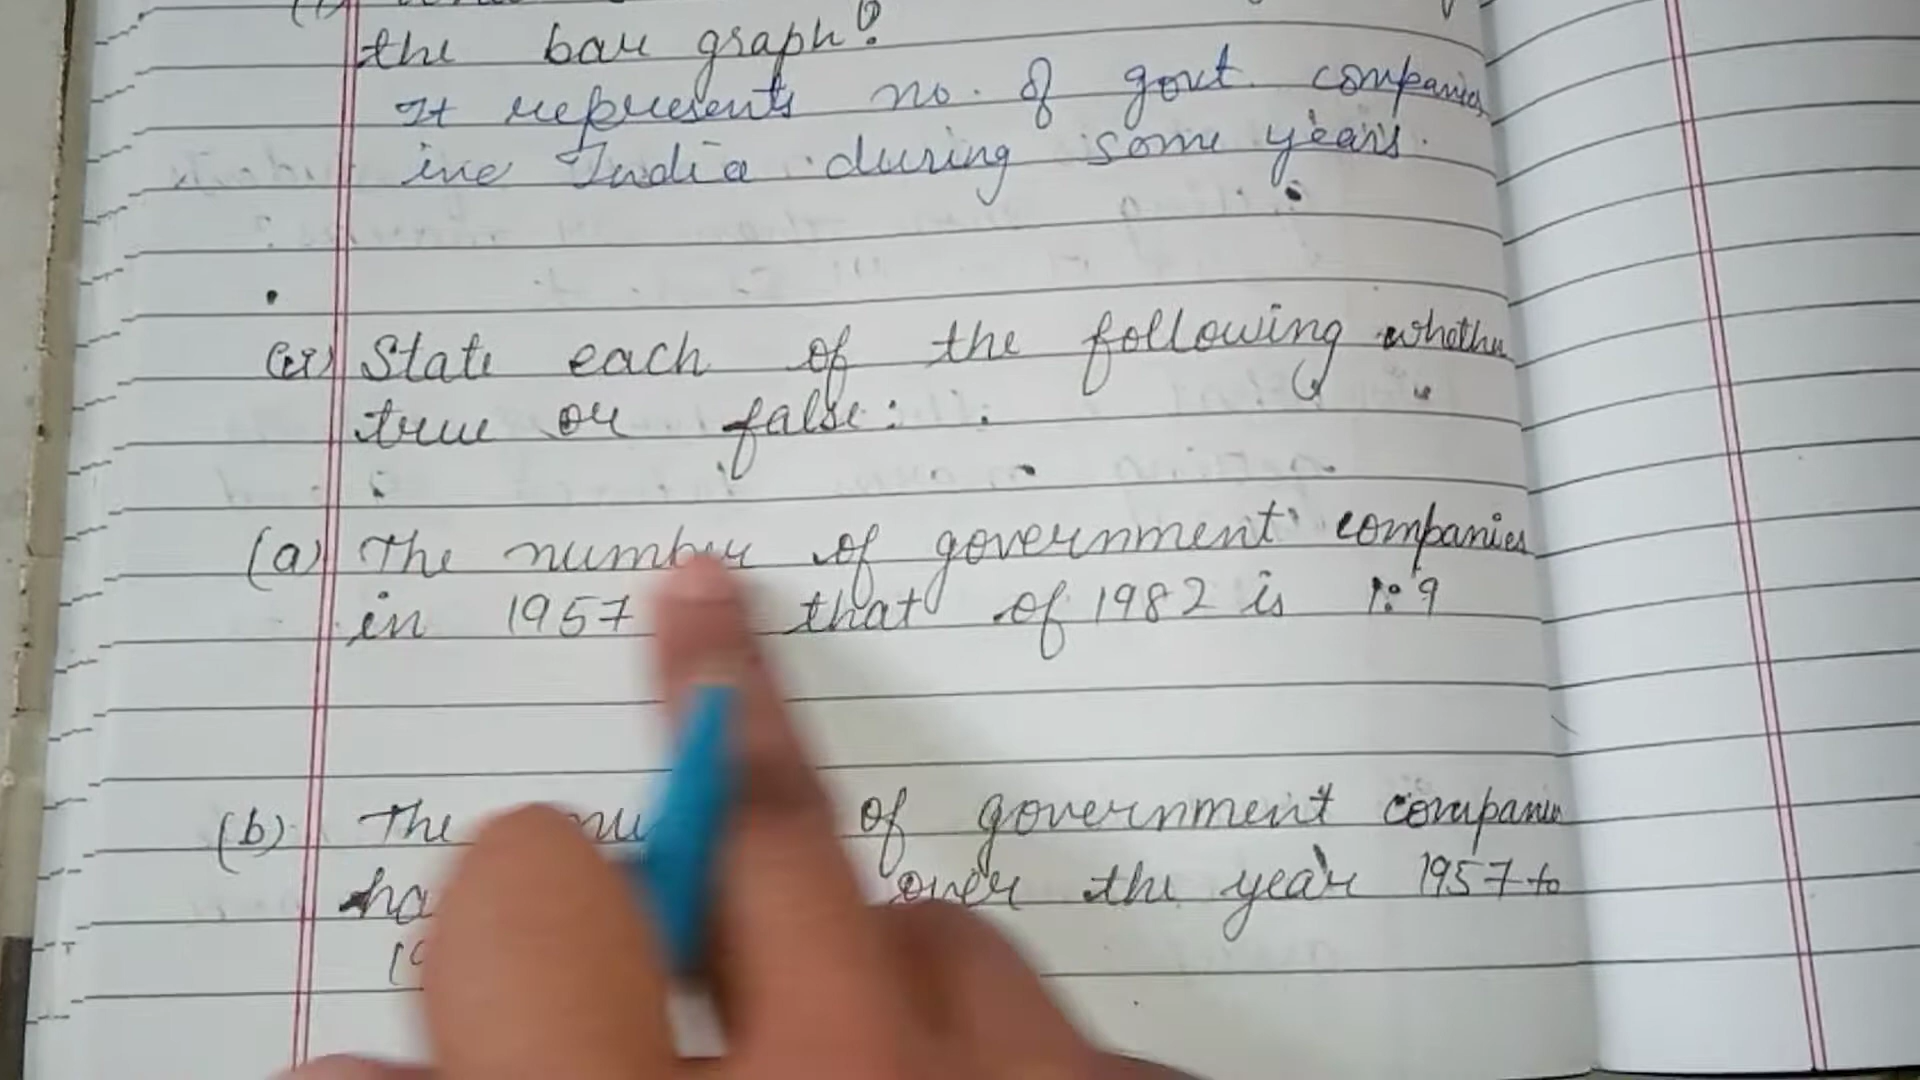 the bar graph?
It represents no. of govt. companies
in India during some years.
State each of the following whether
true or false:
(a) The number of government companies
in 1957 that of 1982 is 1:9
(b) The of government companies
over the year 1957 to